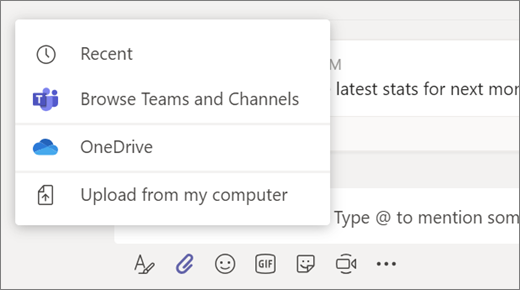 Recent
M
Browse Teams and Channels
latest stats for next mor
OneDrive
Upload from my computer
Type @ to mention som
GIF